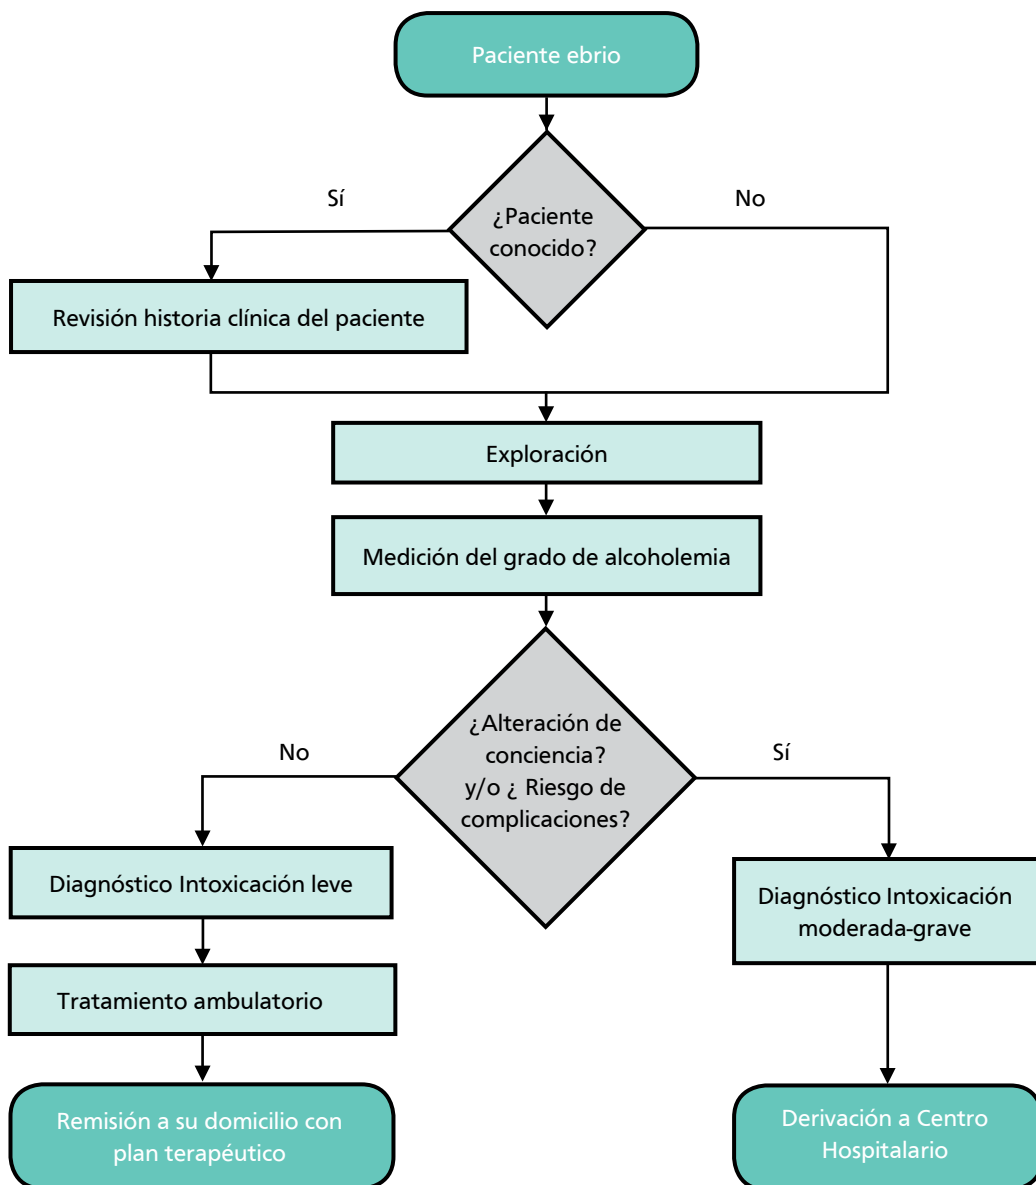 Paciente ebrio
Sí
No
¿Paciente
conocido?
Revisión historia clínica del paciente
Exploración
Medición del grado de alcoholemia
¿Alteración de
conciencia?
y/o ¿ Riesgo de
complicaciones?
No
Sí
Diagnóstico Intoxicación leve
Diagnóstico Intoxicación
moderada-grave
Tratamiento ambulatorio
Remisión a su domicilio con
plan terapéutico
Derivación a Centro
Hospitalario